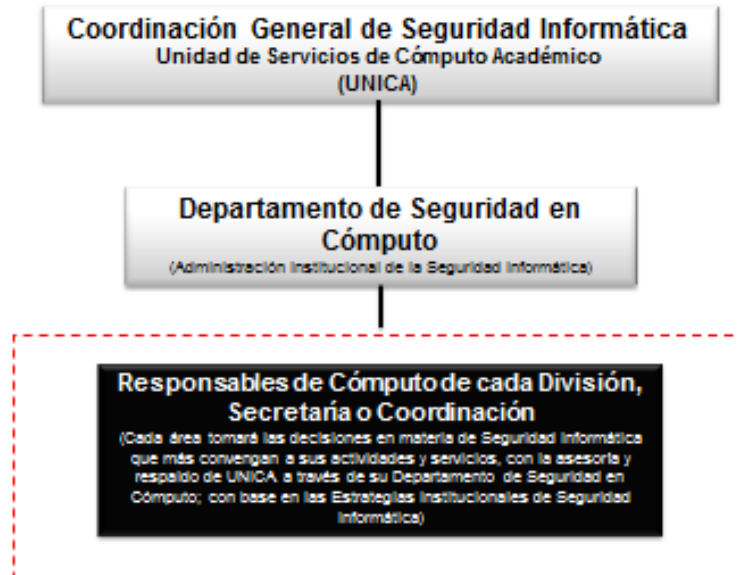 Coordinación General de Seguridad Informática
Unidad de Servicios de Cómputo Académico
(UNICA)
Departamento de Seguridad en
Cómputo
(Administración Institucional de la Seguridad Informática)
Responsables de Cómputo de cada División,
Secretaría o Coordinación
(Cada área tomará las decisiones en materia de Seguridad Informática
que más convengan a sus actividades y servicios, con la asesoría y
respaldo de UNICA a través de su Departamento de Seguridad en
Cómputo; con base en las Estrategias Institucionales de Seguridad
Informática)